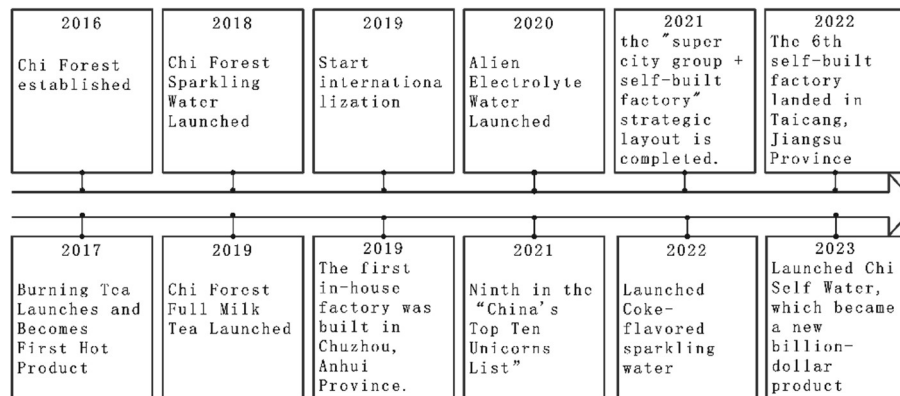 2016
Chi Forest
established
2018
Chi Forest
Sparkling
Water
Launched
2019
Start
internationa
lization
2020
Alien
Electrolyte
Water
Launched
2021
the "super
city group +
self-built
factory"
strategic
layout is
completed.
2022
The 6th
self-built
factory
landed in
Taicang,
Jiangsu
Province
2017
Burning Tea
Launches and
Becomes
First Hot
Product
2019
Chi Forest
Full Milk
Tea Launched
2019
The first
in-house
factory was
built in
Chuzhou,
Anhui
Province.
2021
Ninth in the
“China's
Top Ten
Unicorns
List”
2022
Launched
Coke-
flavored
sparkling
water
2023
Launched Chi
Self Water,
which became
a new
billion-
dollar
product